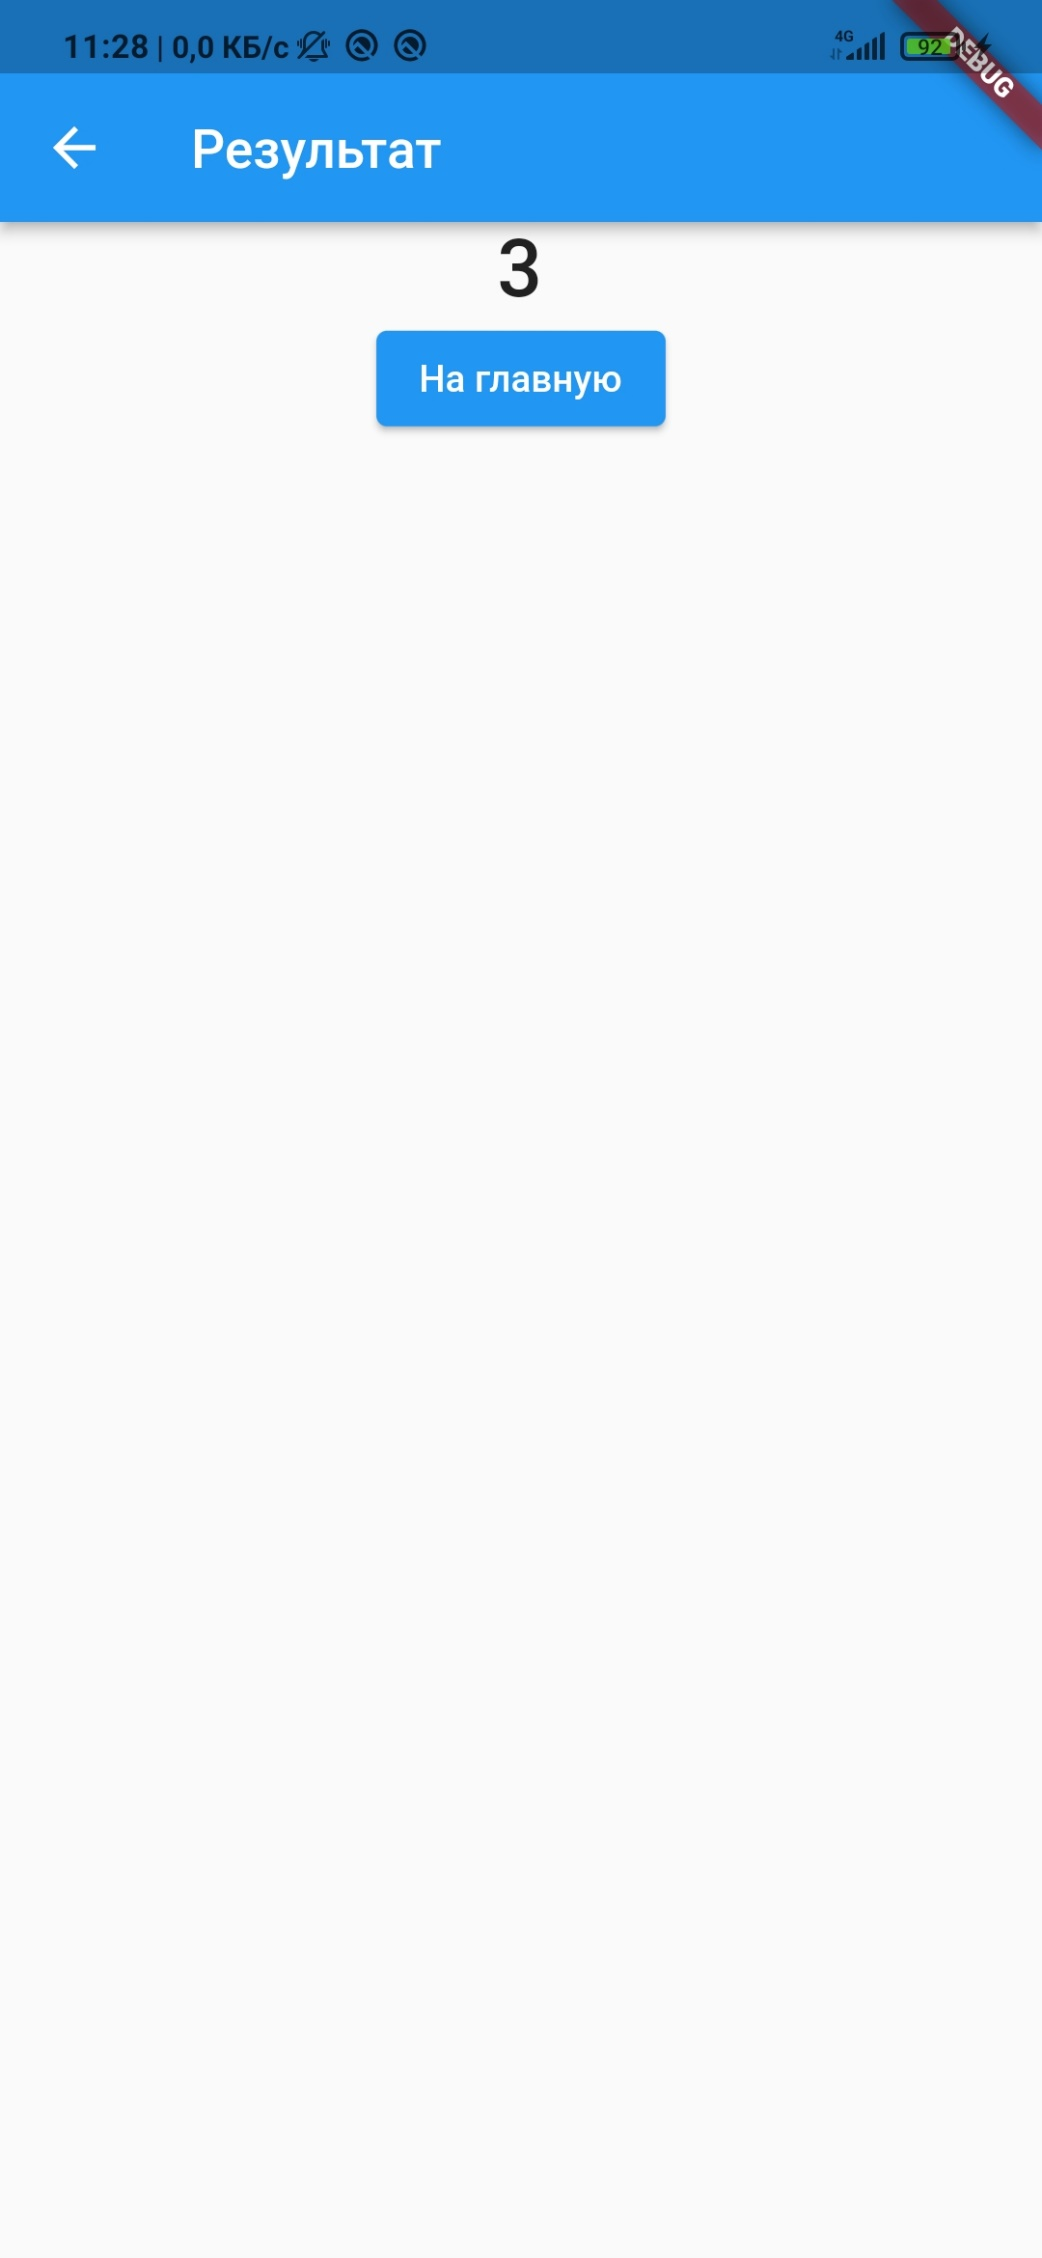 11:28 | 0,0 КБ/с
4G
92
DEBUG
Результат
3
На главную